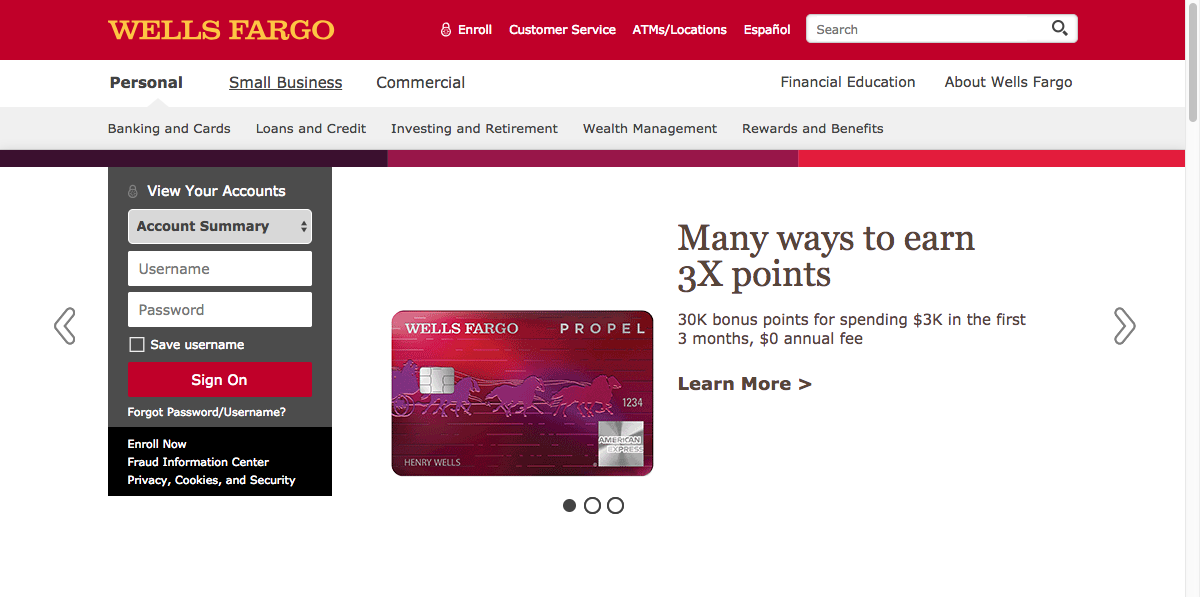 WELLS FARGO
Enroll Customer Service ATMs/Locations Español Search
Personal Small Business Commercial Financial Education About Wells Fargo
Banking and Cards Loans and Credit Investing and Retirement Wealth Management Rewards and Benefits
View Your Accounts
Account Summary
Username
Password
Save username
Sign On
Forgot Password/Username?
Enroll Now
Fraud Information Center
Privacy, Cookies, and Security
WELLS FARGO PROPEL
1234
AMERICAN
EXPRESS
HENRY WELLS
Many ways to earn
3X points
30K bonus points for spending $3K in the first
3 months, $0 annual fee
Learn More >